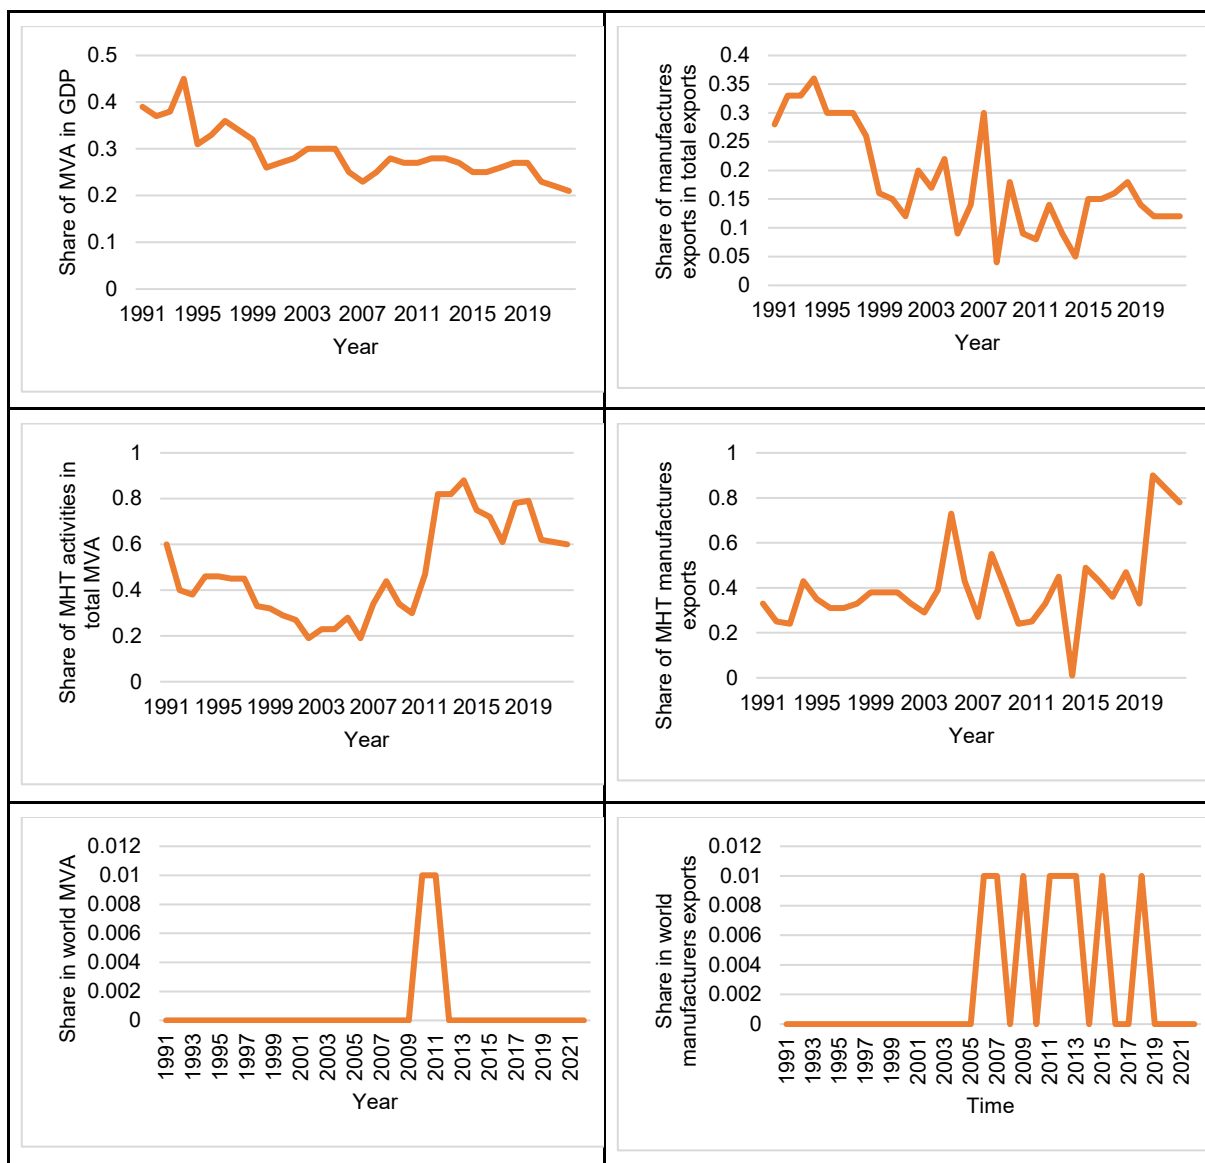 Share of MVA in GDP
0.5
0.4
0.3
0.2
0.1
0
1991 1995 1999 2003 2007 2011 2015 2019
Year
Share of manufactures
exports in total exports
0.4
0.35
0.3
0.25
0.2
0.15
0.1
0.05
0
1991 1995 1999 2003 2007 2011 2015 2019
Year
Share of MHT activities in
total MVA
1
0.8
0.6
0.4
0.2
0
1991 1995 1999 2003 2007 2011 2015 2019
Year
Share of MHT manufactures
exports
1
0.8
0.6
0.4
0.2
0
1991 1995 1999 2003 2007 2011 2015 2019
Year
Share in world MVA
0.012
0.01
0.008
0.006
0.004
0.002
0
1991 1993 1995 1997 1999 2001 2003 2005 2007 2009 2011 2013 2015 2017 2019 2021
Year
Share in world
manufacturers exports
0.012
0.01
0.008
0.006
0.004
0.002
0
1991 1993 1995 1997 1999 2001 2003 2005 2007 2009 2011 2013 2015 2017 2019 2021
Time